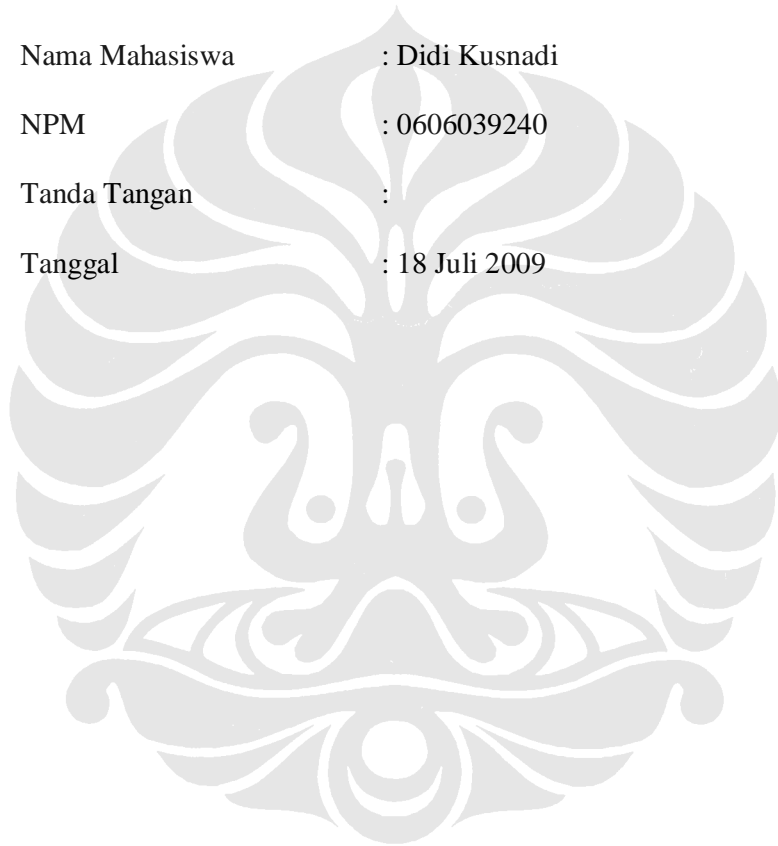 Nama Mahasiswa : Didi Kusnadi
NPM : 0606039240
Tanda Tangan :
Tanggal : 18 Juli 2009